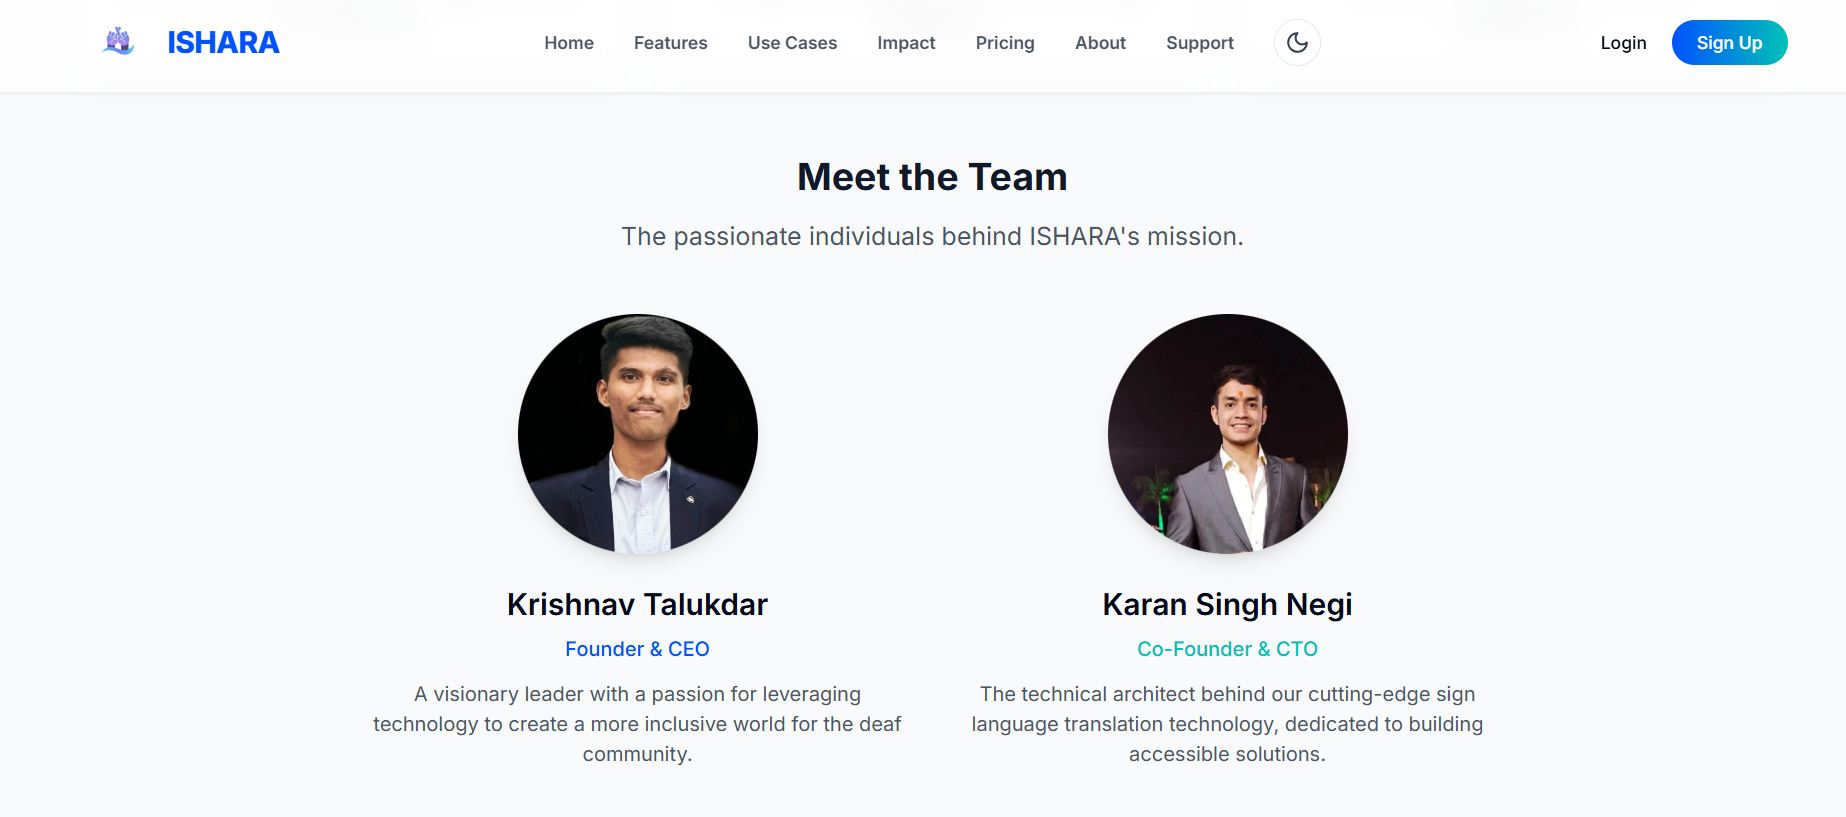 ISHARA
Home
Features
Use Cases
Impact
Pricing
About
Support
Login
Sign Up
Meet the Team
The passionate individuals behind ISHARA's mission.
Krishnav Talukdar
Founder & CEO
A visionary leader with a passion for leveraging
technology to create a more inclusive world for the deaf
community.
Karan Singh Negi
Co-Founder & CTO
The technical architect behind our cutting-edge sign
language translation technology, dedicated to building
accessible solutions.